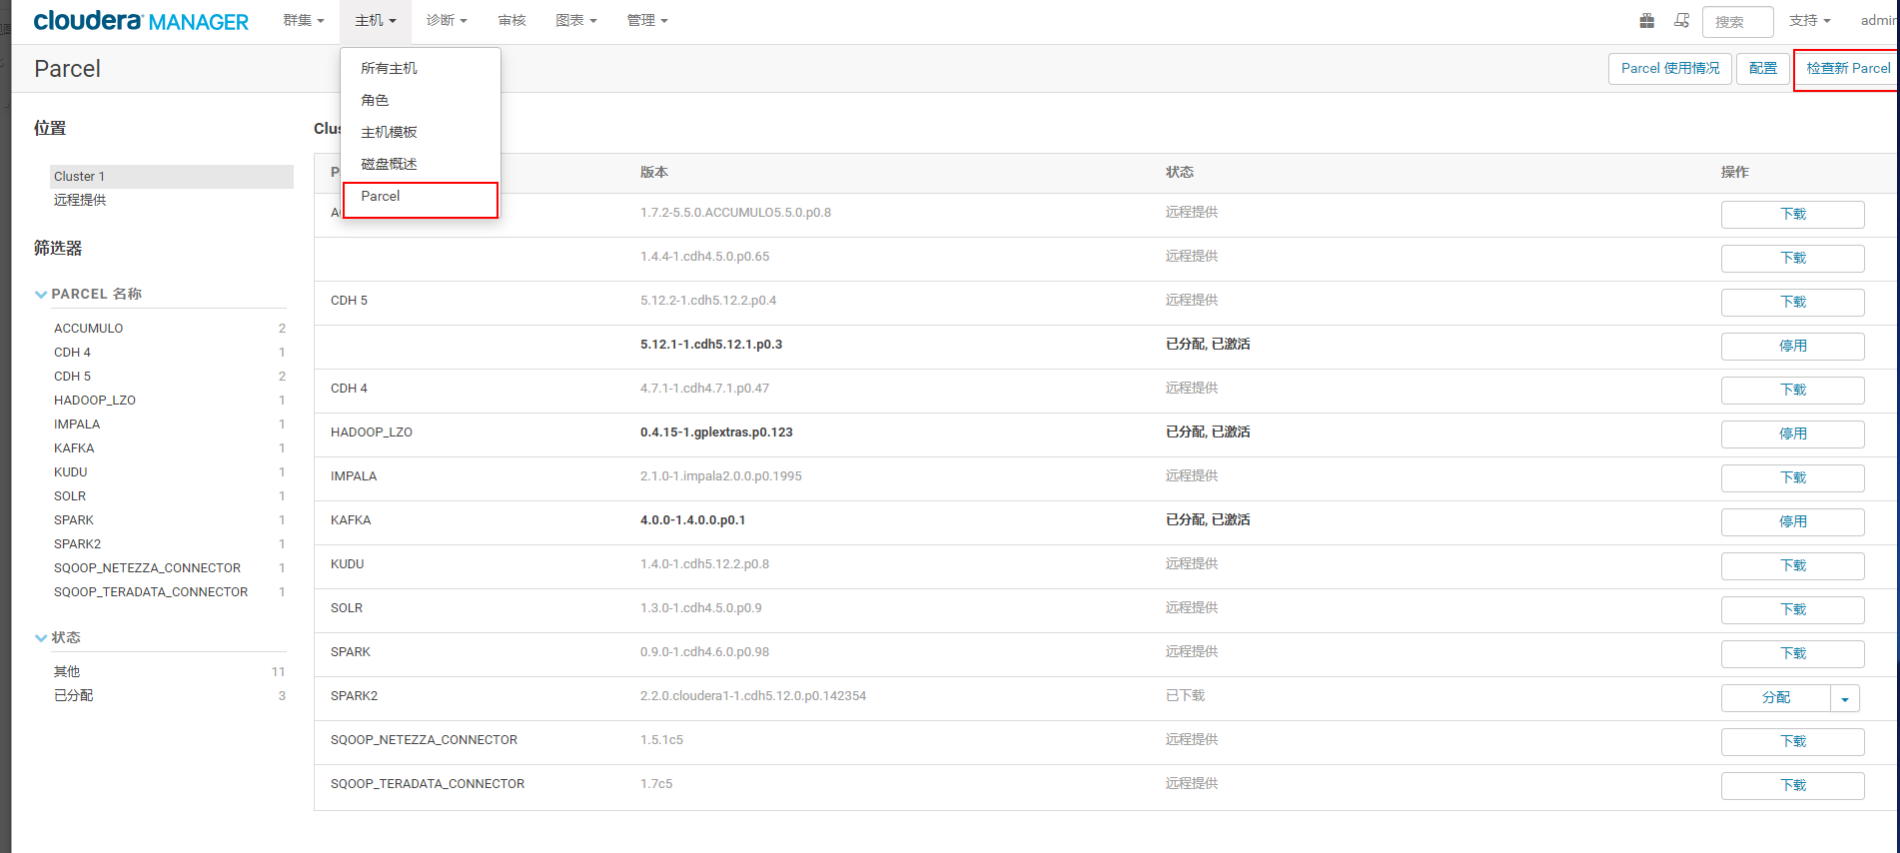 cloudera MANAGER 群集 主机 诊断 审核 图表 管理 搜索 支持 admin
Parcel Parcel 使用情况 配置 检查新 Parcel
所有主机
角色
主机模板
磁盘概述
Parcel
位置
Cluster 1
远程提供
筛选器
PARCEL 名称
ACCUMULO 2
CDH 4 1
CDH 5 2
HADOOP_LZO 1
IMPALA 1
KAFKA 1
KUDU 1
SOLR 1
SPARK 1
SPARK2 1
SQOOP_NETEZZA_CONNECTOR 1
SQOOP_TERADATA_CONNECTOR 1
状态
其他 11
已分配 3
版本 状态 操作
1.7.2-5.5.0.ACCUMULO5.5.0.p0.8 远程提供 下载
1.4.4-1.cdh4.5.0.p0.65 远程提供 下载
CDH 5 5.12.2-1.cdh5.12.2.p0.4 远程提供 下载
5.12.1-1.cdh5.12.1.p0.3 已分配, 已激活 停用
CDH 4 4.7.1-1.cdh4.7.1.p0.47 远程提供 下载
HADOOP_LZO 0.4.15-1.gplextras.p0.123 已分配, 已激活 停用
IMPALA 2.1.0-1.impala2.0.0.p0.1995 远程提供 下载
KAFKA 4.0.0-1.4.0.0.p0.1 已分配, 已激活 停用
KUDU 1.4.0-1.cdh5.12.2.p0.8 远程提供 下载
SOLR 1.3.0-1.cdh4.5.0.p0.9 远程提供 下载
SPARK 0.9.0-1.cdh4.6.0.p0.98 远程提供 下载
SPARK2 2.2.0.cloudera1-1.cdh5.12.0.p0.142354 已下载 分配
SQOOP_NETEZZA_CONNECTOR 1.5.1c5 远程提供 下载
SQOOP_TERADATA_CONNECTOR 1.7c5 远程提供 下载